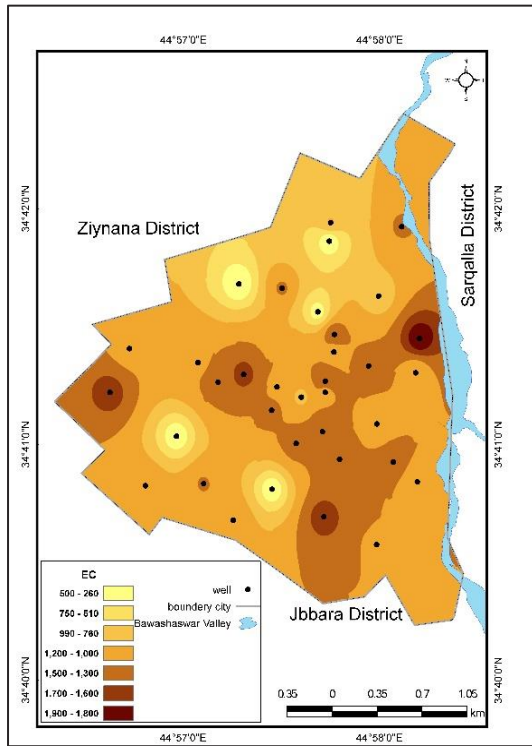 44°57'0"E 44°58'0"E
34°42'0"N
34°42'0"N
Ziynana District
Sarqalla District
34°41'0"N
34°41'0"N
EC
500 - 260
750 - 510
990 - 760
1,200 - 1,000
1,500 - 1,300
1,700 - 1,600
1,900 - 1,800
well
boundery city
Bawashaswar Valley
Jbbara District
34°40'0"N
34°40'0"N
0.35 0 0.35 0.7 1.05
km
44°57'0"E 44°58'0"E